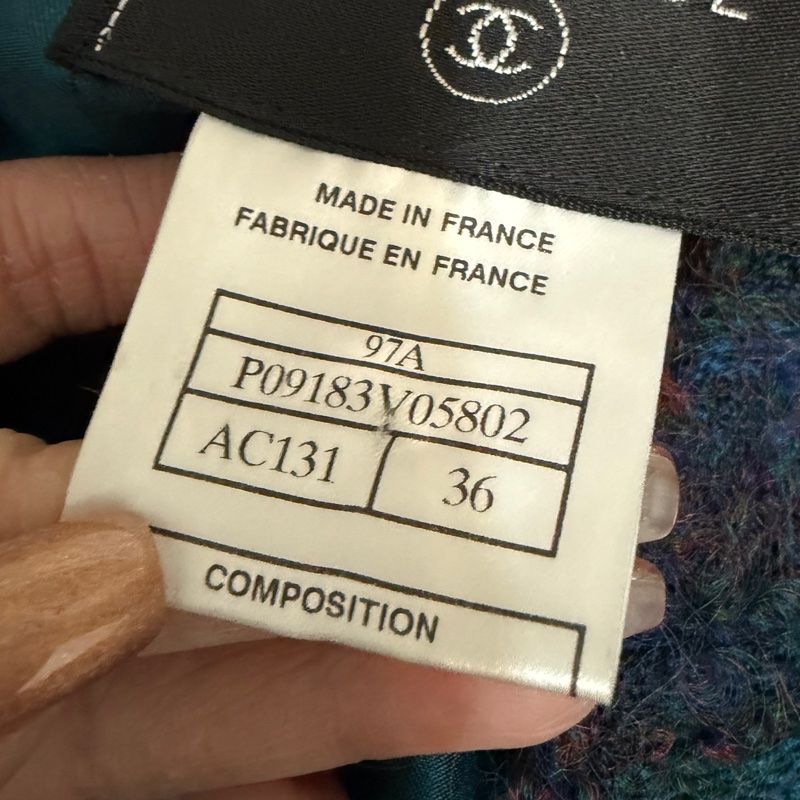 MADE IN FRANCE
FABRIQUE EN FRANCE
97A
P09183V05802
AC131
36
COMPOSITION